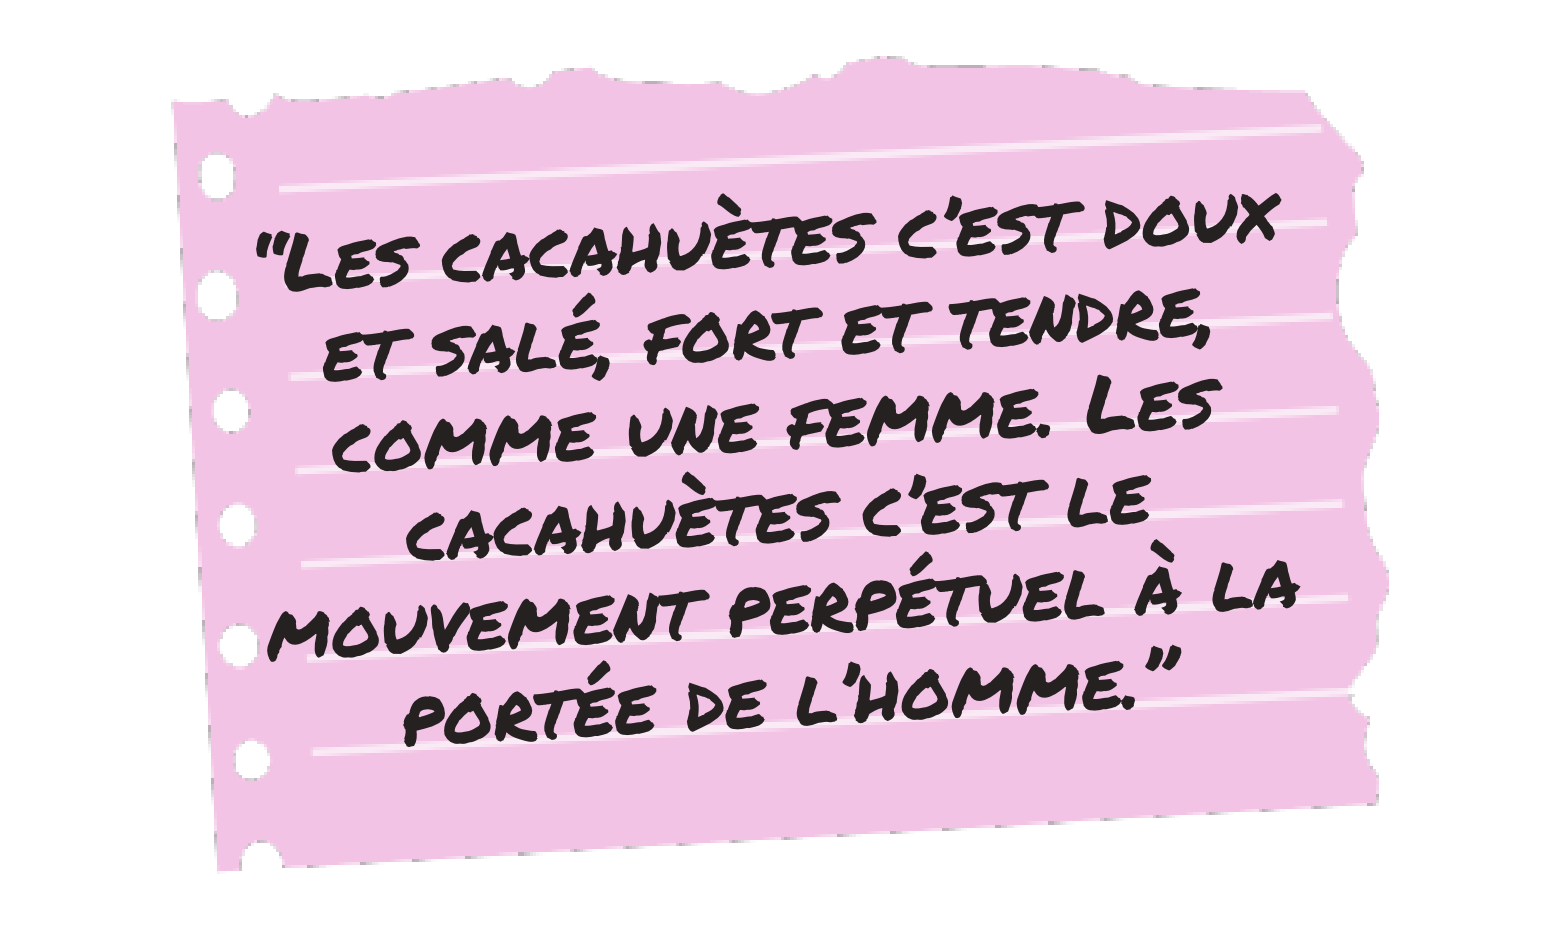 “Les cacahuètes c’est doux
et salé, fort et tendre,
comme une femme. Les
cacahuètes c’est le
mouvement perpétuel à la
portée de l’homme.”